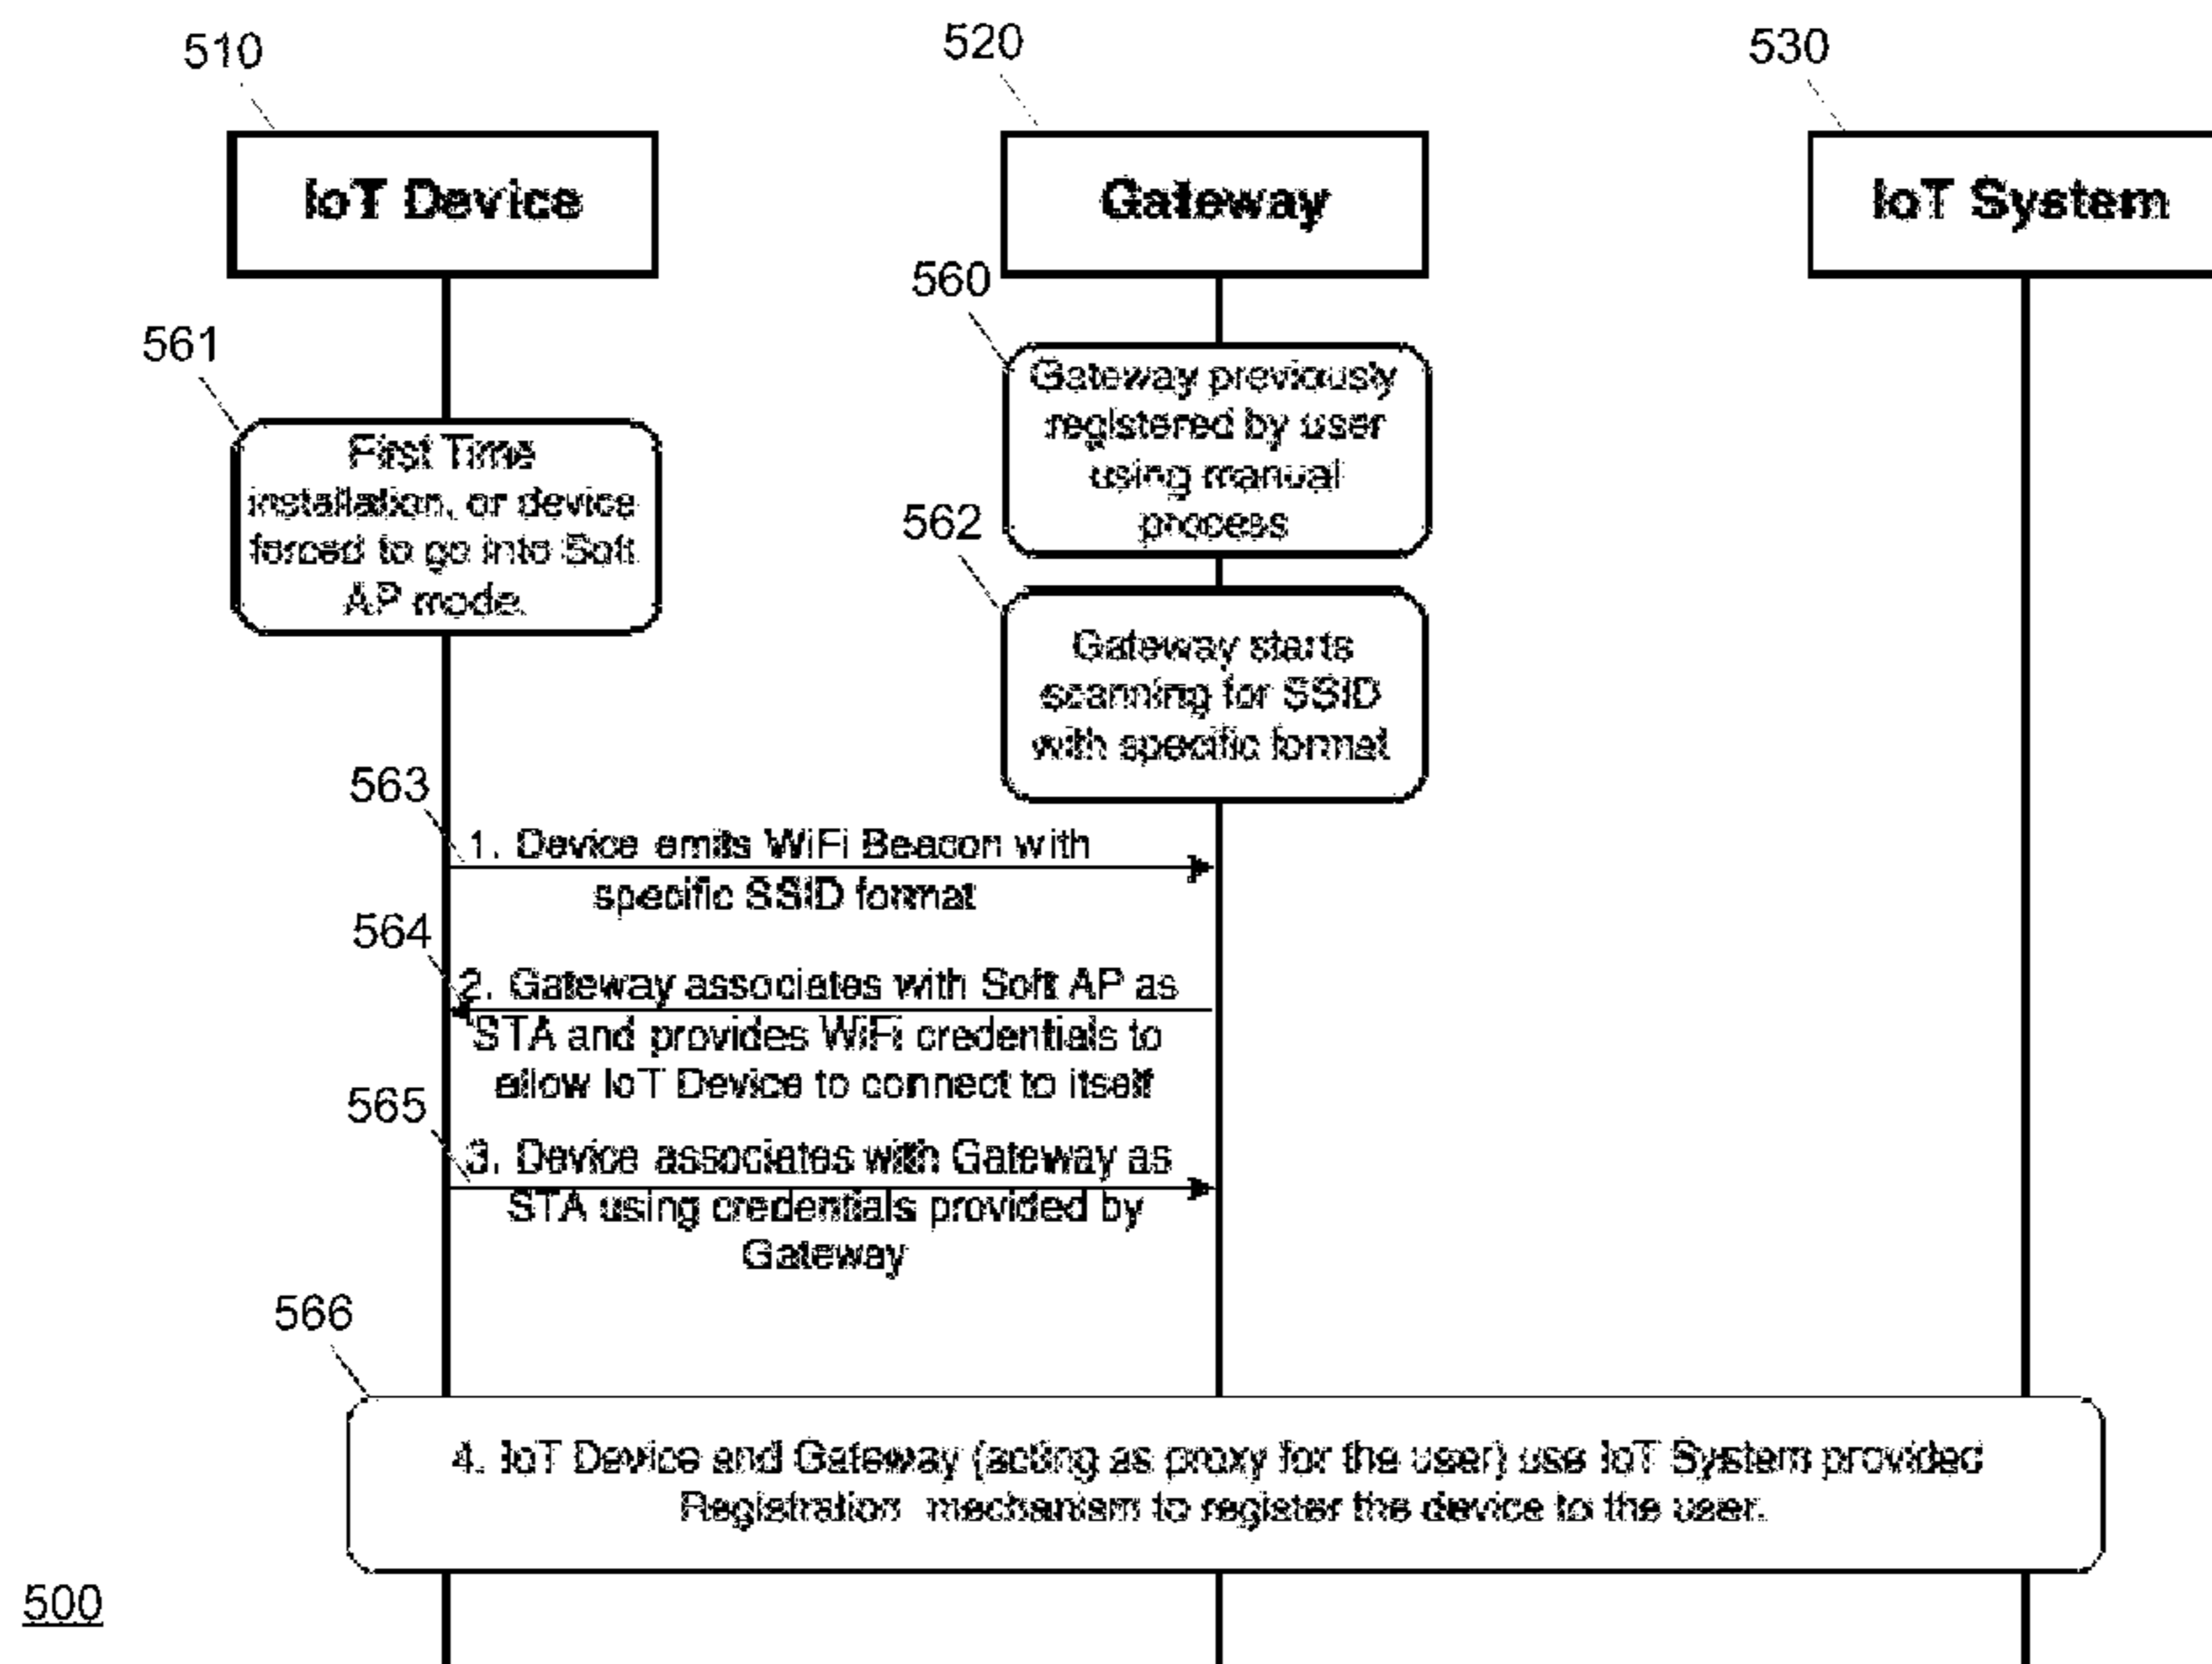 510
520
530
IoT Device
Gateway
IoT System
560
561
Gateway previously
registered by user
using manual
process
First Time
installation, or device
forced to go into Soft
AP mode.
562
Gateway starts
scanning for SSID
with specific format
563
1. Device emits WiFi Beacon with
specific SSID format
564
2. Gateway associates with Soft AP as
STA and provides WiFi credentials to
allow IoT Device to connect to itself
565
3. Device associates with Gateway as
STA using credentials provided by
Gateway
566
4. IoT Device and Gateway (acting as proxy for the user) use IoT System provided
Registration mechanism to register the device to the user.
500